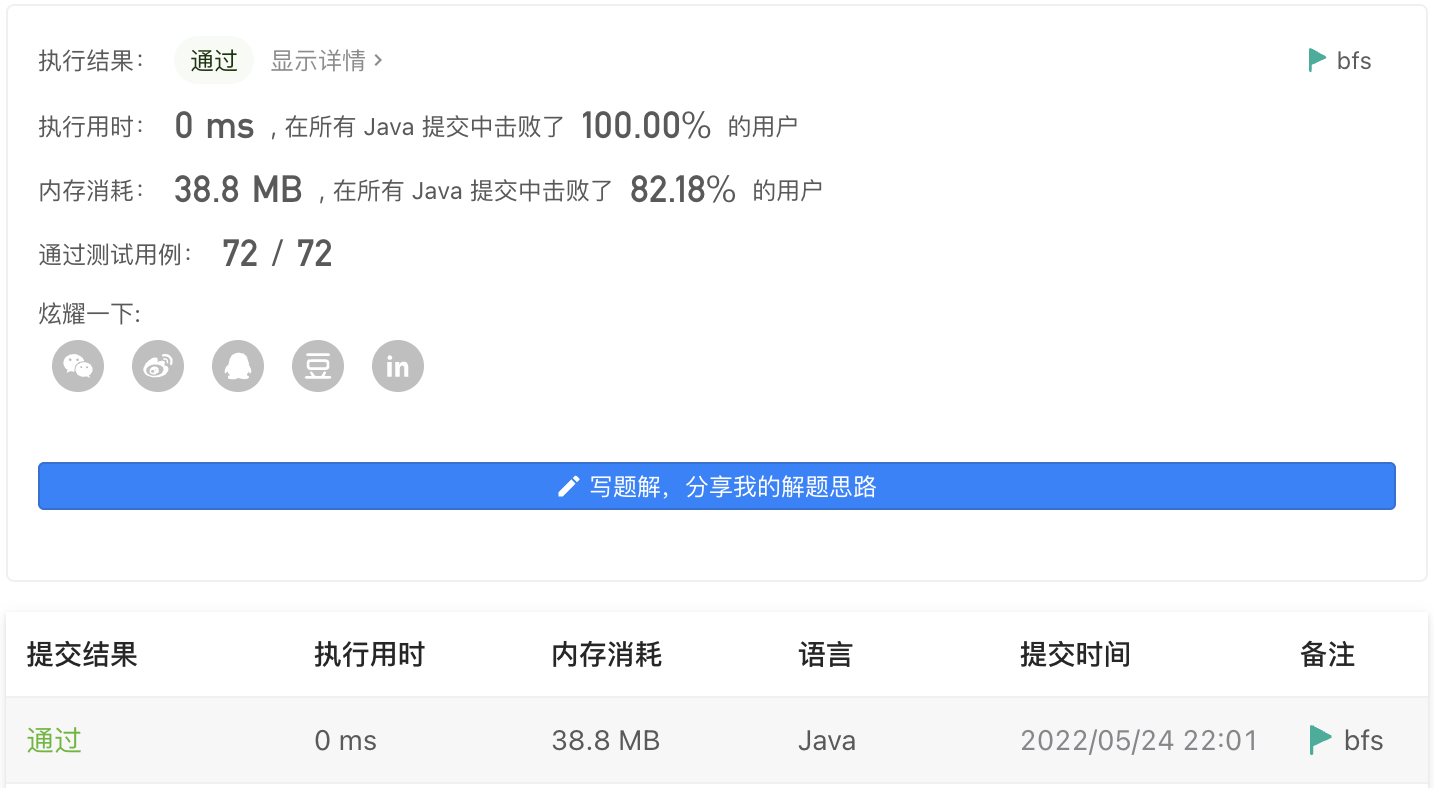 执行结果： 通过 显示详情 > bfs
执行用时： 0 ms , 在所有 Java 提交中击败了 100.00% 的用户
内存消耗： 38.8 MB , 在所有 Java 提交中击败了 82.18% 的用户
通过测试用例： 72 / 72
炫耀一下:
豆 in
写题解，分享我的解题思路
提交结果 执行用时 内存消耗 语言 提交时间 备注
通过 0 ms 38.8 MB Java 2022/05/24 22:01 bfs